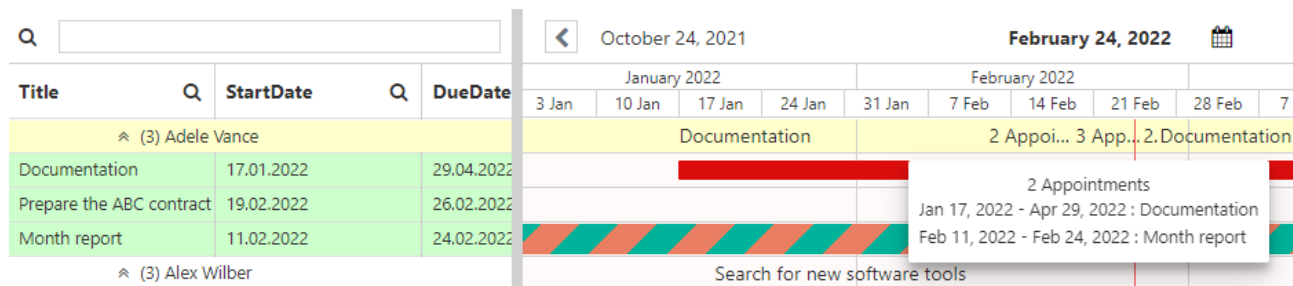 October 24, 2021
February 24, 2022
January 2022
February 2022
Title
StartDate
DueDate
3 Jan
10 Jan
17 Jan
24 Jan
31 Jan
7 Feb
14 Feb
21 Feb
28 Feb
7
(3) Adele Vance
Documentation
2 Appoi...
3 App...
2.
Documentation
Documentation
17.01.2022
29.04.2022
Prepare the ABC contract
19.02.2022
26.02.2022
Month report
11.02.2022
24.02.2022
2 Appointments
Jan 17, 2022 - Apr 29, 2022 : Documentation
Feb 11, 2022 - Feb 24, 2022 : Month report
(3) Alex Wilber
Search for new software tools